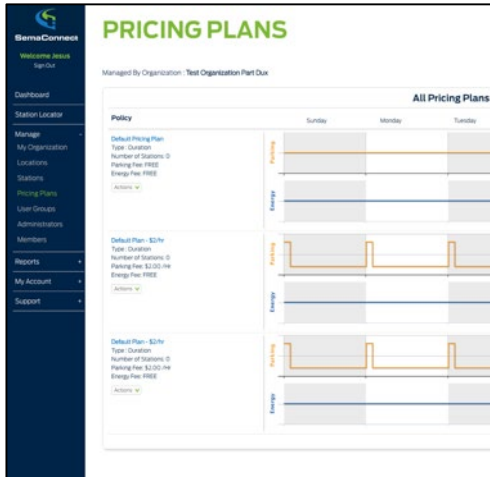 SemaConnect
Welcome Jesus
Sign Out
Dashboard
Station Locator
Manage -
My Organization
Locations
Stations
Pricing Plans
User Groups
Administrators
Members
Reports +
My Account +
Support +
PRICING PLANS
Managed By Organization : Test Organization Part Dux
All Pricing Plans
Policy
Sunday
Monday
Tuesday
Default Pricing Plan
Type : Duration
Number of Stations: 0
Parking Fee: FREE
Energy Fee: FREE
Actions
Parking
Energy
Default Plan - $2/hr
Type : Duration
Number of Stations: 0
Parking Fee: $2.00 /Hr
Energy Fee: FREE
Actions
Parking
Energy
Default Plan - $2/hr
Type : Duration
Number of Stations: 0
Parking Fee: $2.00 /Hr
Energy Fee: FREE
Actions
Parking
Energy